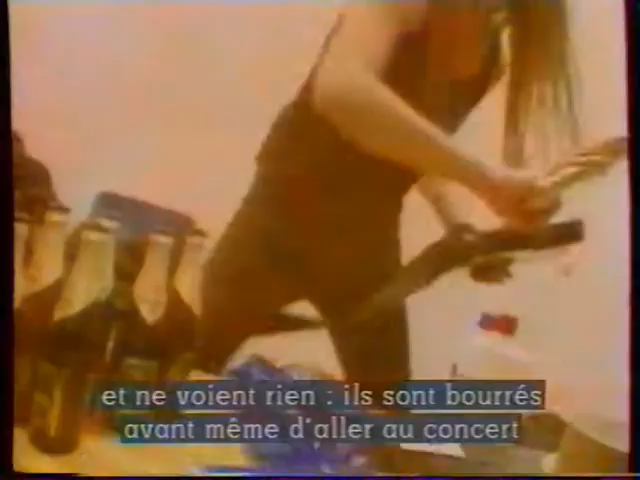 et ne voient rien : ils sont bourrés
avant même d'aller au concert